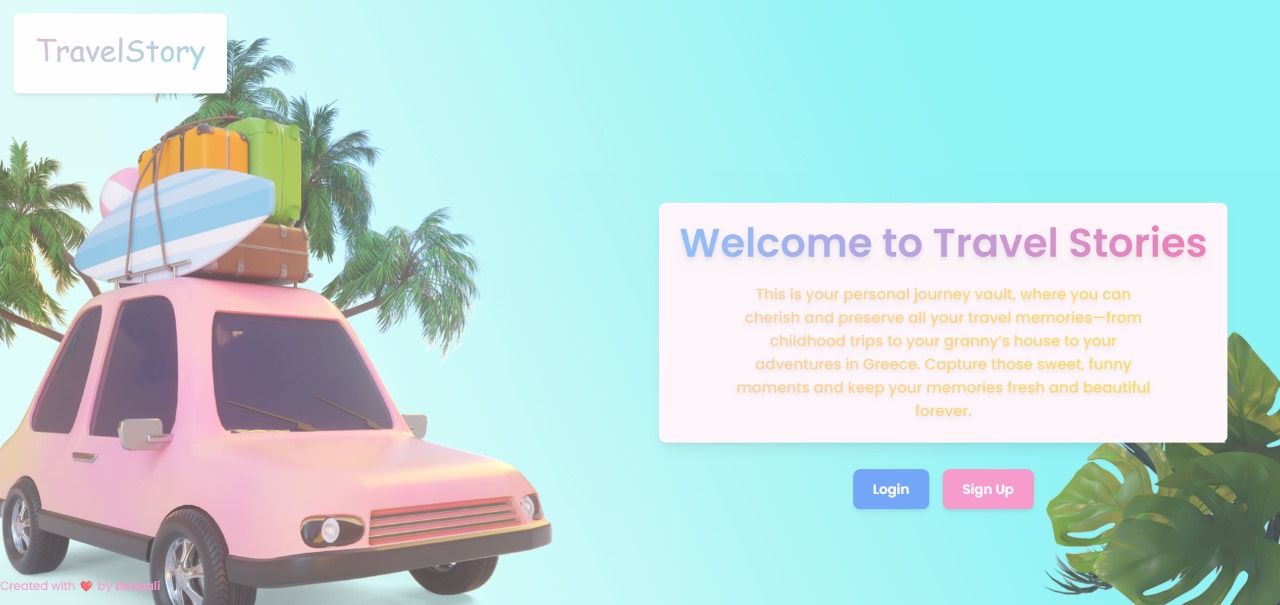 TravelStory
Welcome to Travel Stories
This is your personal journey vault, where you can
cherish and preserve all your travel memories—from
childhood trips to your granny's house to your
adventures in Greece. Capture those sweet, funny
moments and keep your memories fresh and beautiful
forever.
Login
Sign Up
Created with ❤️ by